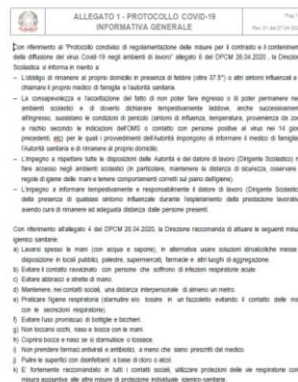 ALLEGATO 1 - PROTOCOLLO COVID-19
INFORMATIVA GENERALE
Con riferimento al "Protocollo condiviso di regolamentazione delle misure per il contrasto e il contenimen
della diffusione del virus Covid-19 negli ambienti di lavoro" allegato 6 del DPCM 26.04.2020 , la Direzion
Scolastica vi informa in merito a:
– L'obbligo di rimanere al proprio domicilio in presenza di febbre (oltre 37.5°) o altri sintomi influenzali e
chiamare il proprio medico di famiglia e l'autorità sanitaria.
– La consapevolezza e l'accettazione del fatto di non poter fare ingresso o di poter permanere ne
ambienti scolastici e di doverlo dichiarare tempestivamente laddove, anche successivamen
all'ingresso, sussistano le condizioni di pericolo (sintomi di influenza, temperatura, provenienza da zon
a rischio secondo le indicazioni dell'OMS o contatto con persone positive al virus nei 14 gior
precedenti, etc) per le quali i provvedimenti dell'Autorità impongono di informare il medico di famiglia
l'Autorità sanitaria e di rimanere al proprio domicilio.
– L'impegno a rispettare tutte le disposizioni delle Autorità e del datore di lavoro (Dirigente Scolastico) n
fare accesso negli ambienti scolastici (in particolare, mantenere la distanza di sicurezza, osservare
regole di igiene delle mani e tenere comportamenti corretti sul piano dell'igiene).
– L'impegno a informare tempestivamente e responsabilmente il datore di lavoro (Dirigente Scolastic
della presenza di qualsiasi sintomo influenzale durante l'espletamento della prestazione lavorativ
avendo cura di rimanere ad adeguata distanza dalle persone presenti.
Con riferimento all'allegato 4 del DPCM 26.04.2020, la Direzione raccomanda di attuare le seguenti misu
igienico sanitarie:
a) Lavarsi spesso le mani (con acqua e sapone), in alternativa usare soluzioni idroalcoliche messe
disposizione in locali pubblici, palestre, supermercati, farmacie e altri luoghi di aggregazione.
b) Evitare il contatto ravvicinato con persone che soffrono di infezioni respiratorie acute.
c) Evitare abbracci e strette di mano.
d) Mantenere, nei contatti sociali, una distanza interpersonale di almeno un metro.
e) Praticare l'igiene respiratoria (starnutire e/o tossire in un fazzoletto evitando il contatto delle ma
con le secrezioni respiratorie).
f) Evitare l'uso promiscuo di bottiglie e bicchieri.
g) Non toccarsi occhi, naso e bocca con le mani.
h) Coprirsi bocca e naso se si starnutisce o tossisce.
i) Non prendere farmaci antivirali e antibiotici, a meno che siano prescritti dal medico.
j) Pulire le superfici con disinfettanti a base di cloro o alcol.
k) E' fortemente raccomandato in tutti i contatti sociali, utilizzare protezioni delle vie respiratorie com
misura aggiuntiva alle altre misure di protezione individuale igienico-sanitarie.